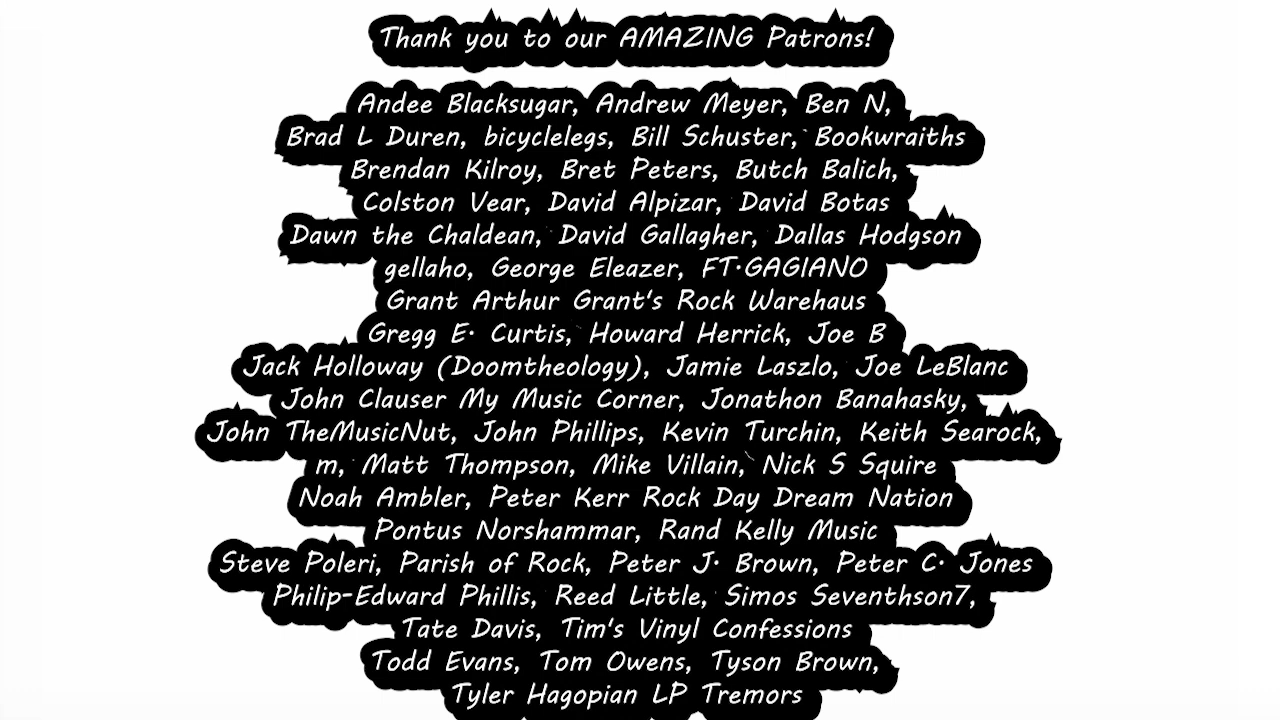 Thank you to our AMAZING Patrons!
Andee Blacksugar, Andrew Meyer, Ben N,
Brad L Duren, bicyclelegs, Bill Schuster, Bookwraiths
Brendan Kilroy, Bret Peters, Butch Balich,
Colston Vear, David Alpizar, David Botas
Dawn the Chaldean, David Gallagher, Dallas Hodgson
gellaho, George Eleazer, FT.GAGIANO
Grant Arthur Grant's Rock Warehaus
Gregg E. Curtis, Howard Herrick, Joe B
Jack Holloway (Doomtheology), Jamie Laszlo, Joe LeBlanc
John Clauser My Music Corner, Jonathon Banahasky,
John TheMusicNut, John Phillips, Kevin Turchin, Keith Searock,
m, Matt Thompson, Mike Villain, Nick S Squire
Noah Ambler, Peter Kerr Rock Day Dream Nation
Pontus Norshammar, Rand Kelly Music
Steve Poleri, Parish of Rock, Peter J. Brown, Peter C. Jones
Philip-Edward Phillis, Reed Little, Simos Seventhson7,
Tate Davis, Tim's Vinyl Confessions
Todd Evans, Tom Owens, Tyson Brown,
Tyler Hagopian LP Tremors